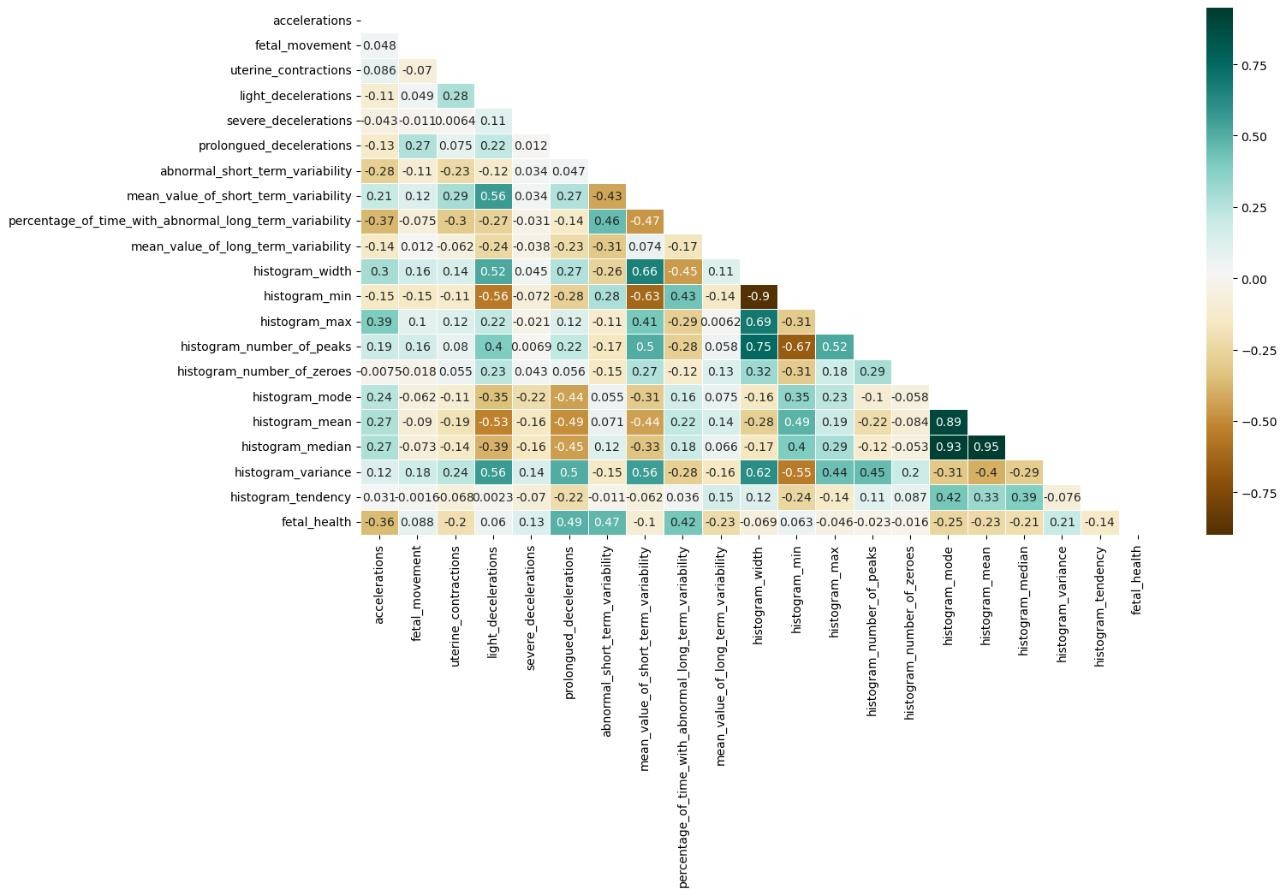 accelerations
fetal_movement 0.048
uterine_contractions 0.086 -0.07
light_decelerations -0.11 0.049 0.28
severe_decelerations -0.043 -0.011 0.0064 0.11
prolongued_decelerations -0.13 0.27 0.075 0.22 0.012
abnormal_short_term_variability -0.28 -0.11 -0.23 -0.12 0.034 0.047
mean_value_of_short_term_variability 0.21 0.12 0.29 0.56 0.034 0.27 -0.43
percentage_of_time_with_abnormal_long_term_variability -0.37 -0.075 -0.3 -0.27 -0.031 -0.14 0.46 -0.47
mean_value_of_long_term_variability -0.14 0.012 -0.062 -0.24 -0.038 -0.23 -0.31 0.074 -0.17
histogram_width 0.3 0.16 0.14 0.52 0.045 0.27 -0.26 0.66 -0.45 0.11
histogram_min -0.15 -0.15 -0.11 -0.56 -0.072 -0.28 0.28 -0.63 0.43 -0.14 -0.9
histogram_max 0.39 0.1 0.12 0.22 -0.021 0.12 -0.11 0.41 -0.29 0.0062 0.69 -0.31
histogram_number_of_peaks 0.19 0.16 0.08 0.4 0.0069 0.22 -0.17 0.5 -0.28 0.058 0.75 -0.67 0.52
histogram_number_of_zeroes -0.0075 -0.018 0.055 0.23 0.043 0.056 -0.15 0.27 -0.12 0.13 0.32 -0.31 0.18 0.29
histogram_mode 0.24 -0.062 -0.11 -0.35 -0.22 -0.44 0.055 -0.31 0.16 0.075 -0.16 0.35 0.23 -0.1 -0.058
histogram_mean 0.27 -0.09 -0.19 -0.53 -0.16 -0.49 0.071 -0.44 0.22 0.14 -0.28 0.49 0.19 -0.22 -0.084 0.89
histogram_median 0.27 -0.073 -0.14 -0.39 -0.16 -0.45 0.12 -0.33 0.18 0.066 -0.17 0.4 0.29 -0.12 -0.053 0.93 0.95
histogram_variance 0.12 0.18 0.24 0.56 0.14 0.5 -0.15 0.56 -0.28 -0.16 0.62 -0.55 0.44 0.45 0.2 -0.31 -0.4 -0.29
histogram_tendency 0.031 -0.0016 -0.068 0.0023 -0.07 -0.22 -0.011 -0.062 0.036 0.15 0.12 -0.24 -0.14 0.11 0.087 0.42 0.33 0.39 -0.076
fetal_health -0.36 0.088 -0.2 0.06 0.13 0.49 0.47 -0.1 0.42 -0.23 -0.069 0.063 -0.046 -0.023 -0.016 -0.25 -0.23 -0.21 0.21 -0.14
accelerations
fetal_movement
uterine_contractions
light_decelerations
severe_decelerations
prolongued_decelerations
abnormal_short_term_variability
mean_value_of_short_term_variability
percentage_of_time_with_abnormal_long_term_variability
mean_value_of_long_term_variability
histogram_width
histogram_min
histogram_max
histogram_number_of_peaks
histogram_number_of_zeroes
histogram_mode
histogram_mean
histogram_median
histogram_variance
histogram_tendency
fetal_health
0.75
0.50
0.25
0.00
−0.25
−0.50
−0.75